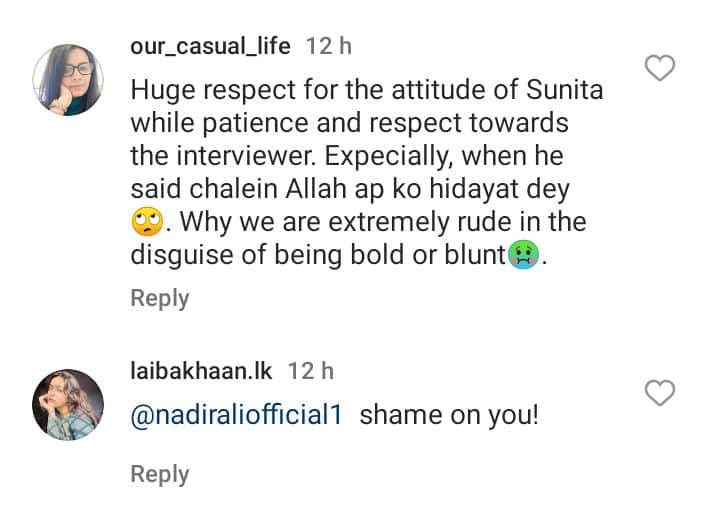 our_casual_life 12 h
Huge respect for the attitude of Sunita
while patience and respect towards
the interviewer. Expecially, when he
said chalein Allah ap ko hidayat dey
🙄. Why we are extremely rude in the
disguise of being bold or blunt🤢.
Reply
laibakhaan.lk 12 h
@nadiraliofficial1 shame on you!
Reply